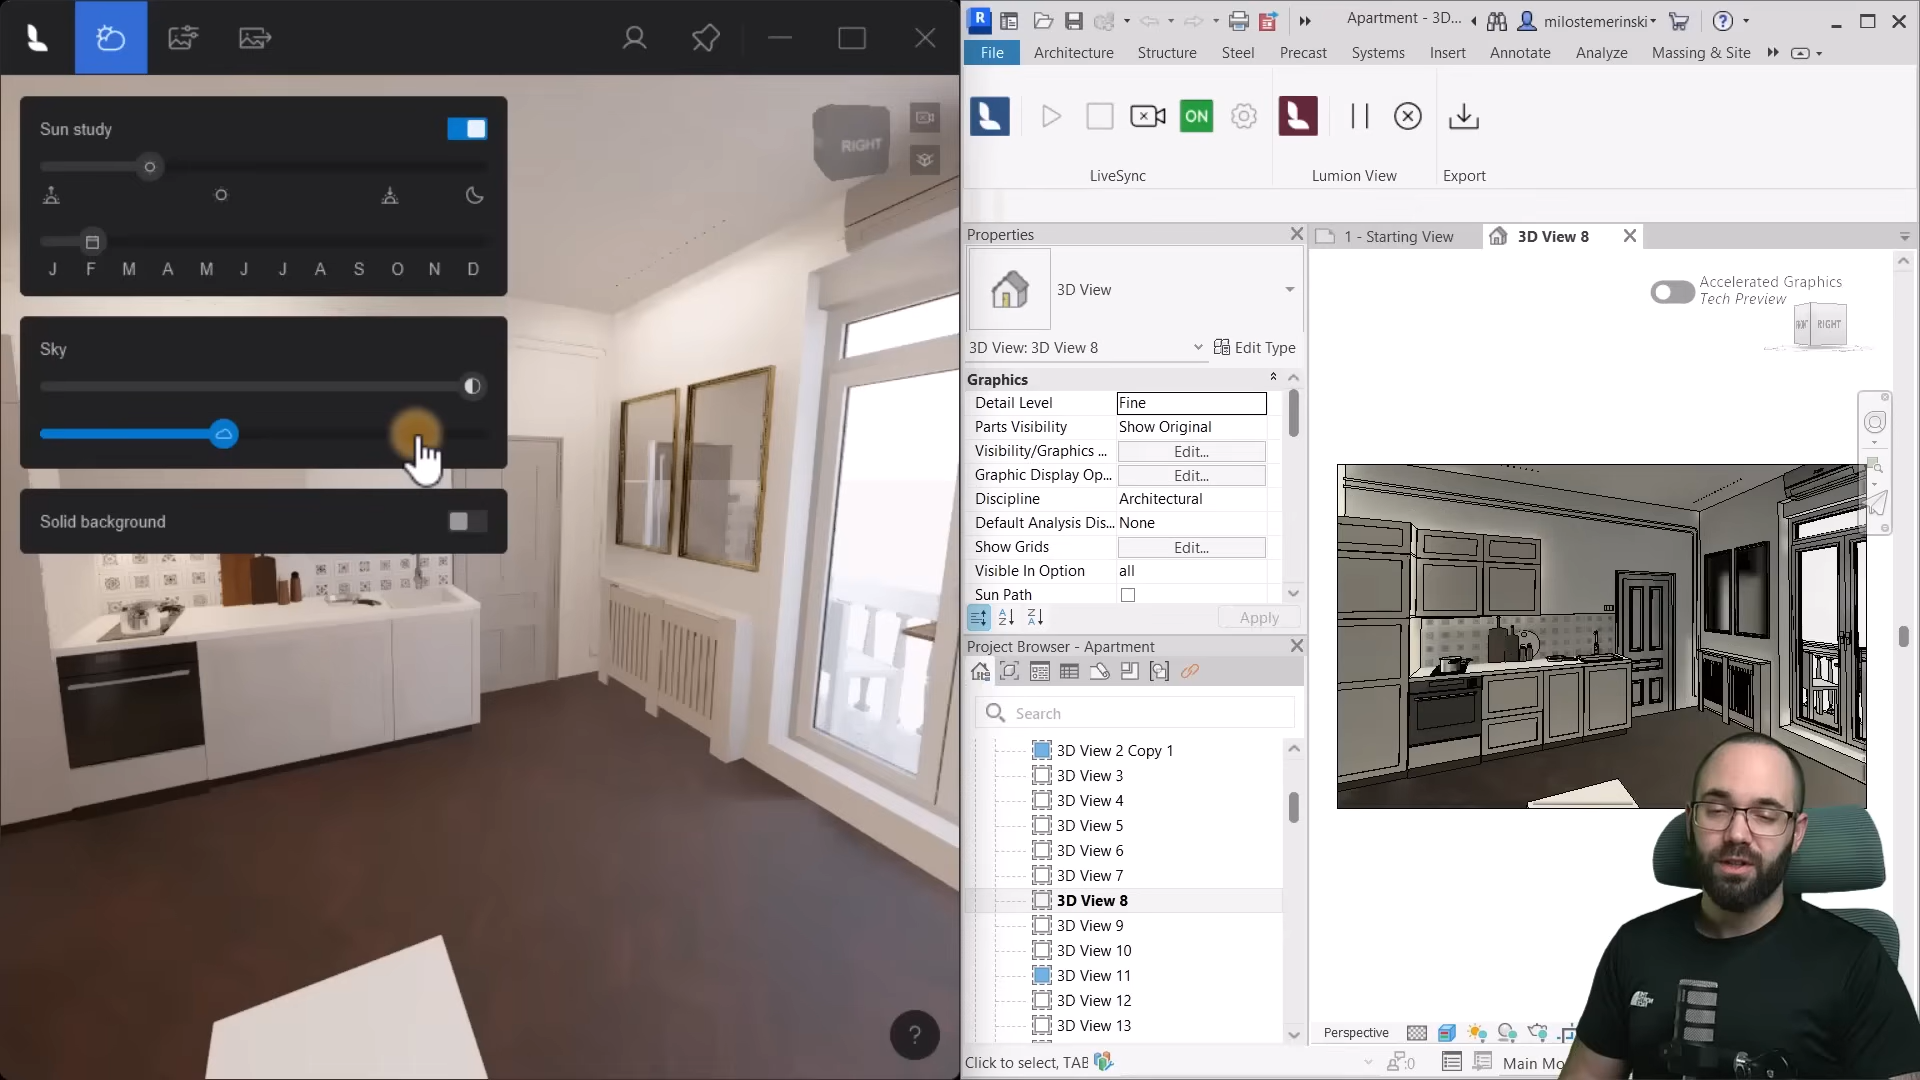 Sun study
J F M A M J J A S O N D
Sky
Solid background
RIGHT
?
R
Apartment - 3D...
milostemerinski
?
File Architecture Structure Steel Precast Systems Insert Annotate Analyze Massing & Site
ON
LiveSync Lumion View Export
Properties
3D View
3D View: 3D View 8 Edit Type
Graphics
Detail Level Fine
Parts Visibility Show Original
Visibility/Graphics ... Edit...
Graphic Display Op... Edit...
Discipline Architectural
Default Analysis Dis... None
Show Grids Edit...
Visible In Option all
Sun Path
Apply
Project Browser - Apartment
Search
3D View 2 Copy 1
3D View 3
3D View 4
3D View 5
3D View 6
3D View 7
3D View 8
3D View 9
3D View 10
3D View 11
3D View 12
3D View 13
Click to select, TAB
1 - Starting View 3D View 8
Accelerated Graphics
Tech Preview
RIGHT
Perspective
:0 Main Mo